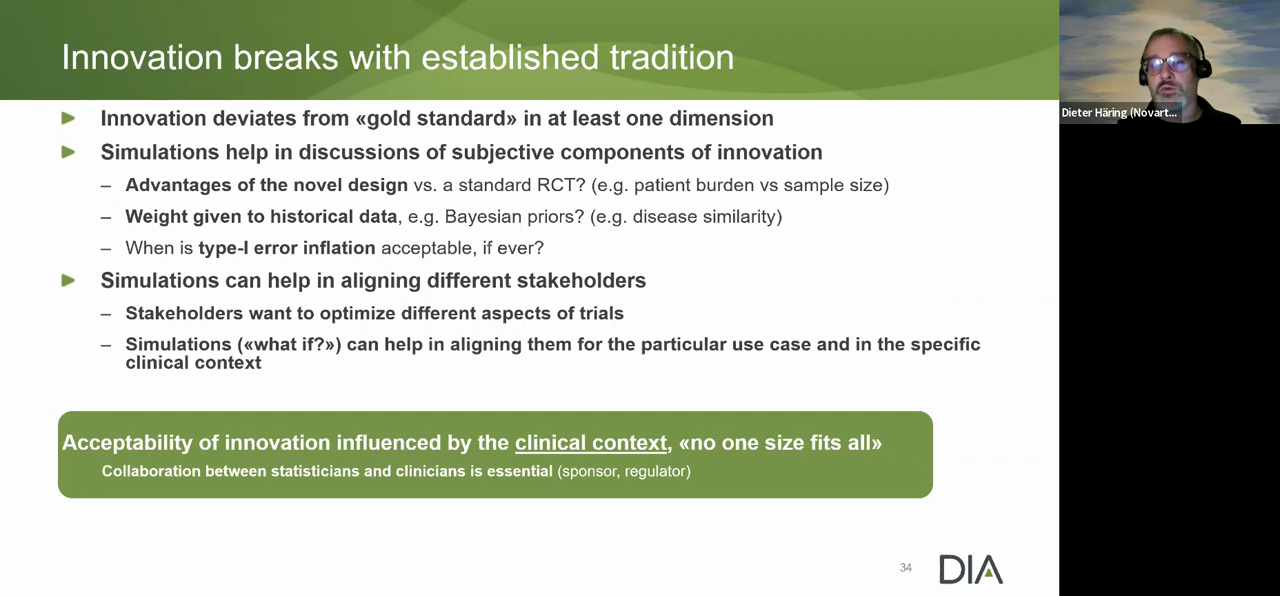 Innovation breaks with established tradition
Dieter Häring (Novart...
Innovation deviates from «gold standard» in at least one dimension
Simulations help in discussions of subjective components of innovation
– Advantages of the novel design vs. a standard RCT? (e.g. patient burden vs sample size)
– Weight given to historical data, e.g. Bayesian priors? (e.g. disease similarity)
– When is type-I error inflation acceptable, if ever?
Simulations can help in aligning different stakeholders
– Stakeholders want to optimize different aspects of trials
– Simulations («what if?») can help in aligning them for the particular use case and in the specific
clinical context
Acceptability of innovation influenced by the clinical context, «no one size fits all»
Collaboration between statisticians and clinicians is essential (sponsor, regulator)
34
DIA